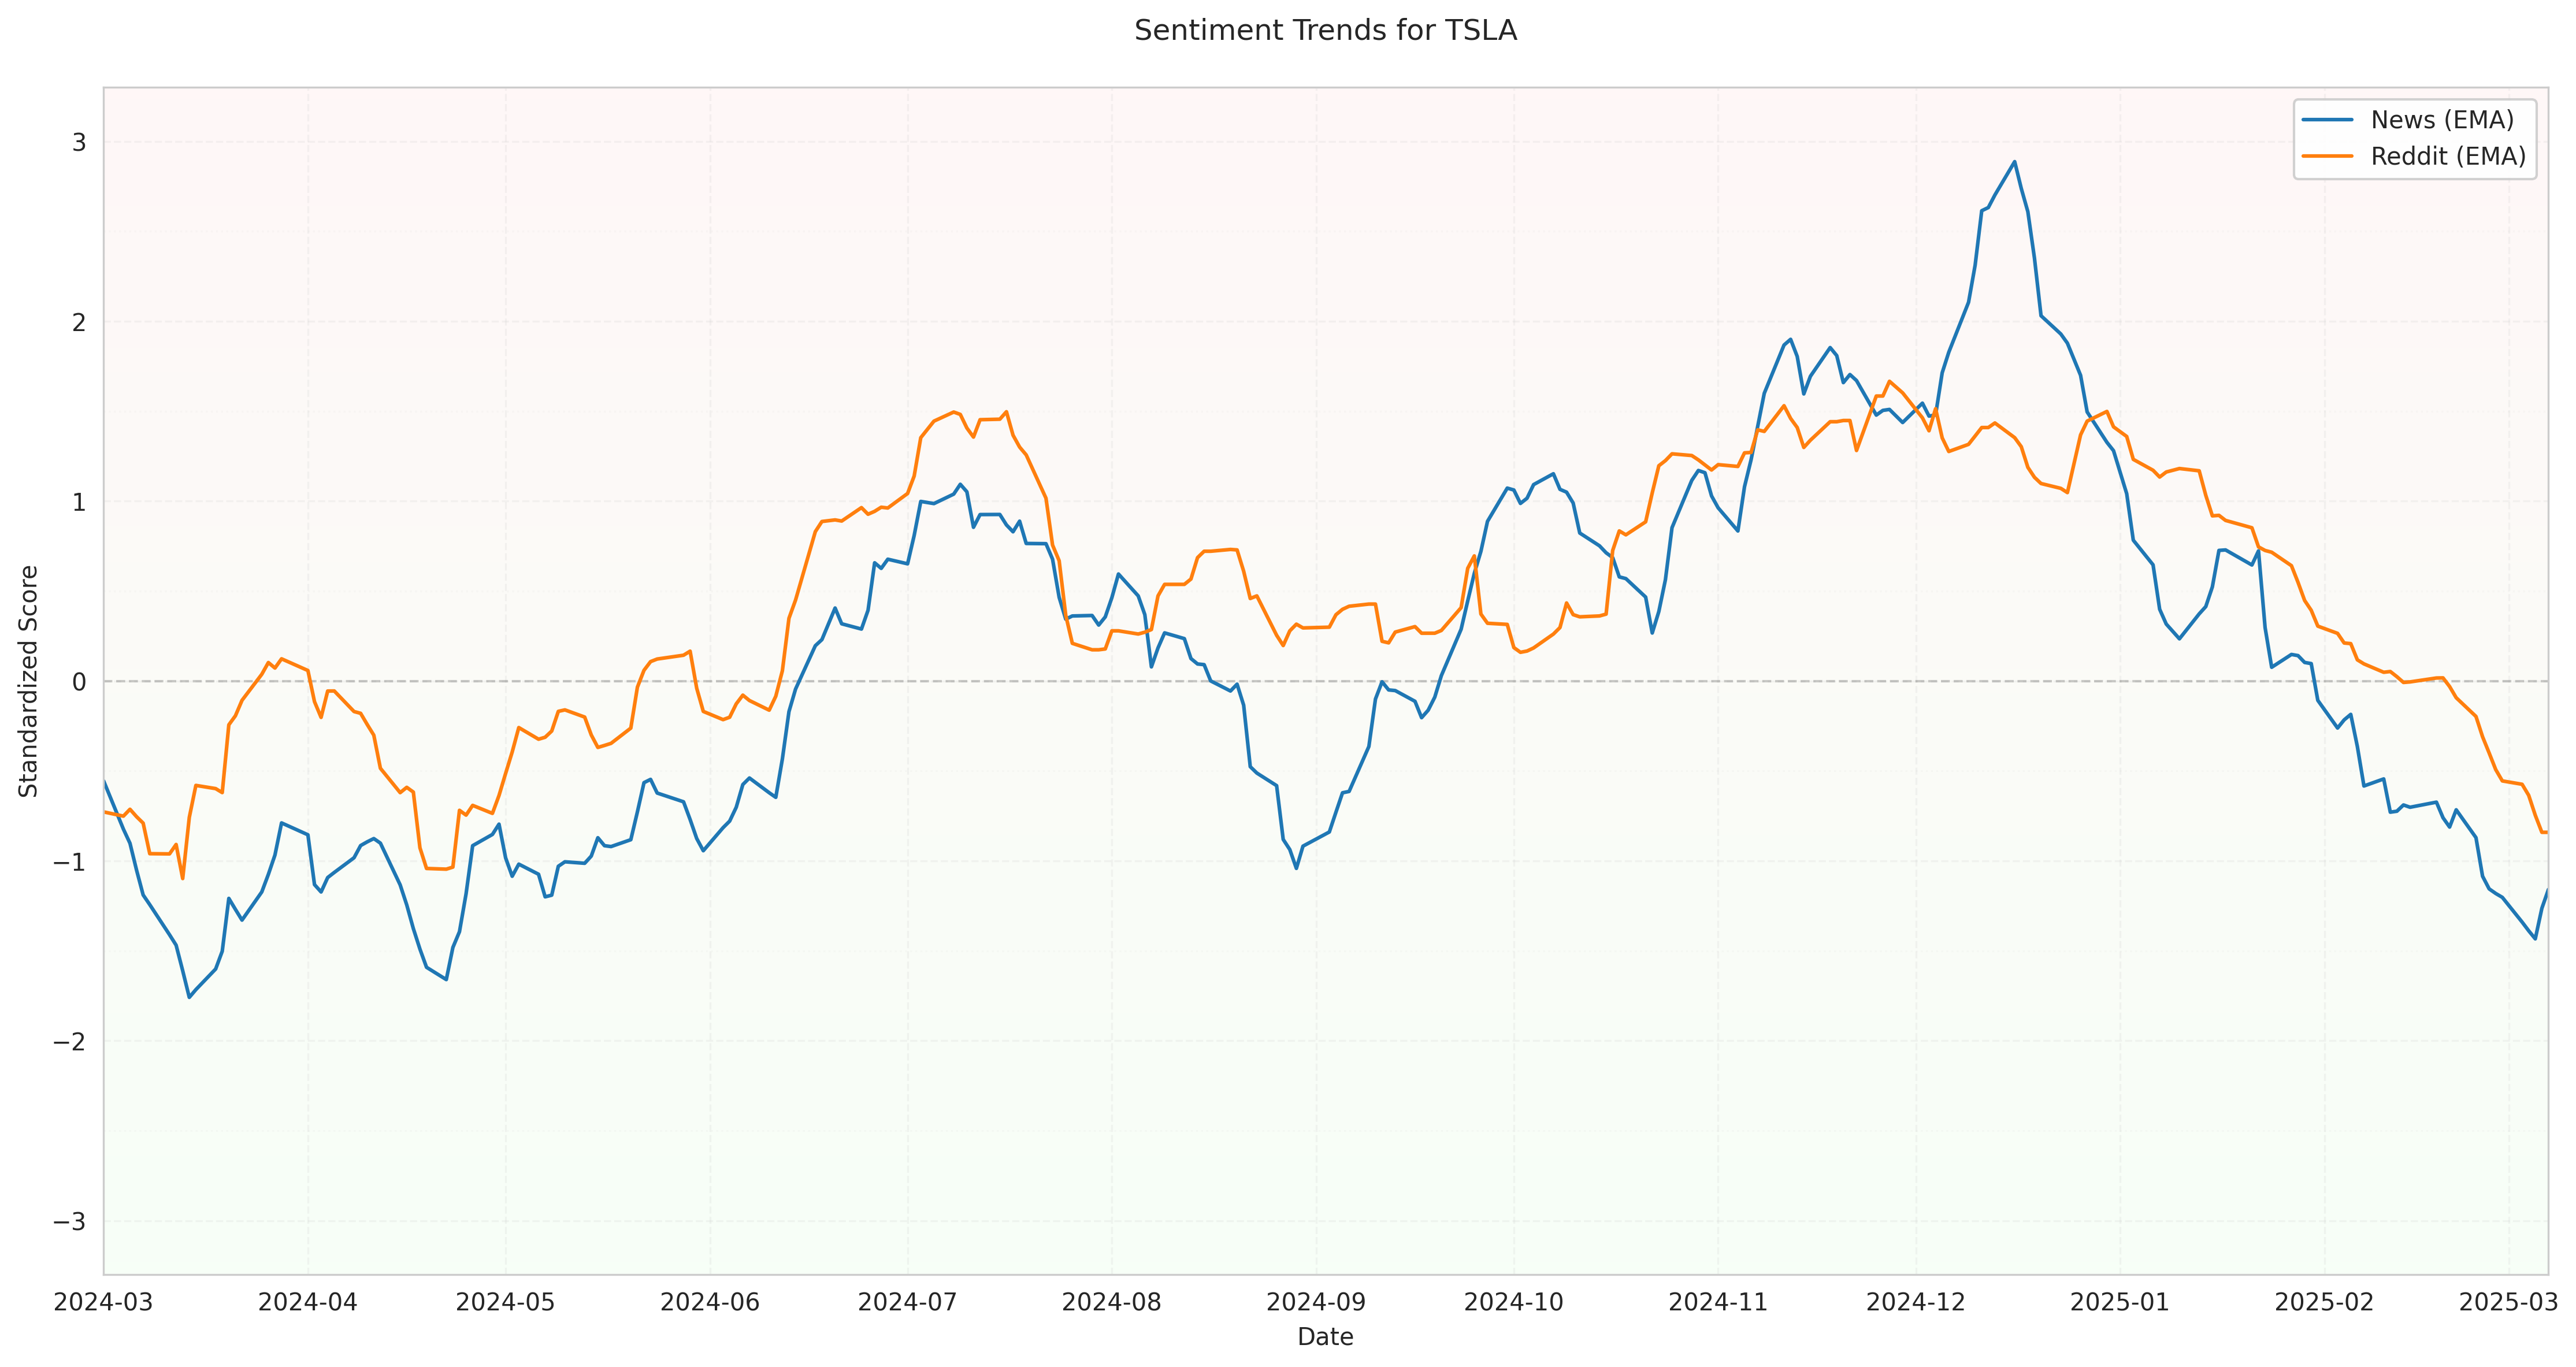 Sentiment Trends for TSLA
News (EMA)
Reddit (EMA)
Standardized Score
3
2
1
0
−1
−2
−3
2024-03 2024-04 2024-05 2024-06 2024-07 2024-08 2024-09 2024-10 2024-11 2024-12 2025-01 2025-02 2025-03
Date